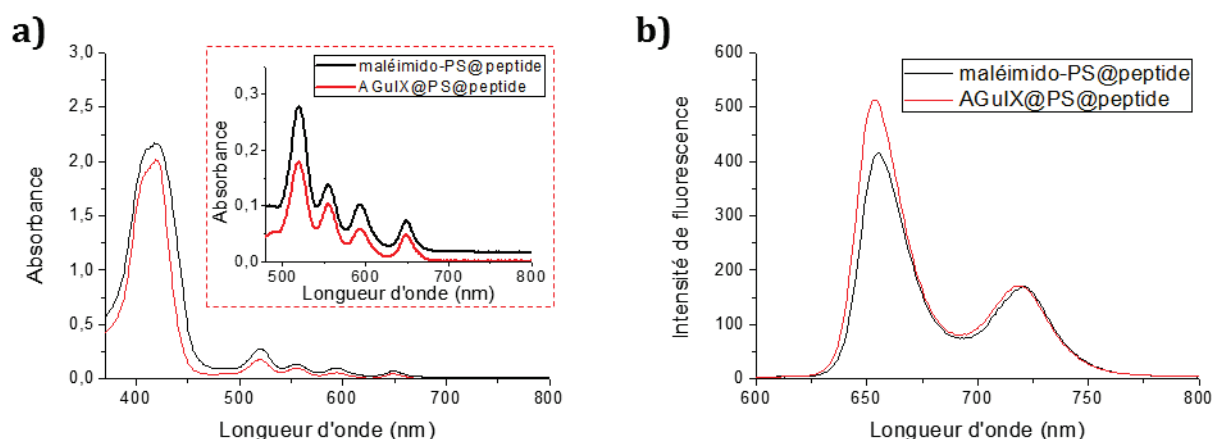 a)
3,0
2,5
2,0
1,5
1,0
0,5
0,0
Absorbance
400
500
600
700
800
Longueur d'onde (nm)
maléimido-PS@peptide
AGuIX@PS@peptide
0,3
0,2
0,1
0,0
Absorbance
500
600
700
800
Longueur d'onde (nm)
b)
600
500
400
300
200
100
0
Intensité de fluorescence
600
650
700
750
800
Longueur d'onde (nm)
maléimido-PS@peptide
AGuIX@PS@peptide